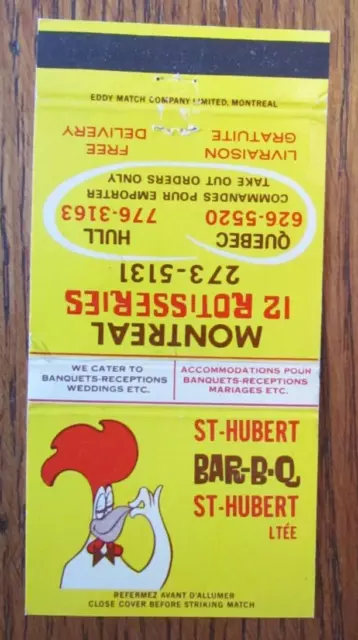 EDDY MATCH COMPANY LIMITED, MONTREAL
MONTREAL
12 ROTISSERIES
273-5131
QUEBEC HULL
626-5520 776-3163
COMMANDES POUR EMPORTER
TAKE OUT ORDERS ONLY
LIVRAISON FREE
GRATUITE DELIVERY
WE CATER TO
BANQUETS-RECEPTIONS
WEDDINGS ETC.
ACCOMMODATIONS POUR
BANQUETS-RECEPTIONS
MARIAGES ETC.
ST-HUBERT
BAR-B-Q
ST-HUBERT
LTÉE
REFERMEZ AVANT D'ALLUMER
CLOSE COVER BEFORE STRIKING MATCH